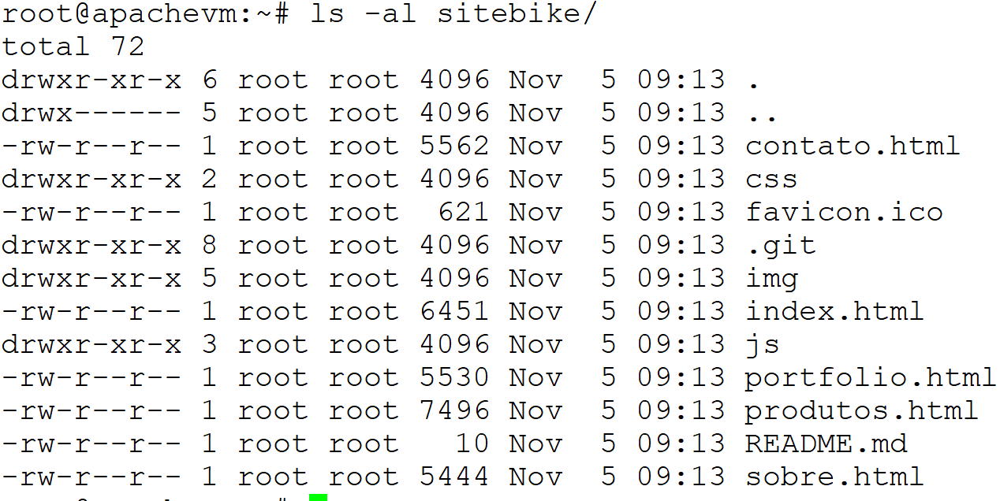 root@apachevm:~# ls -al sitebike/
total 72
drwxr-xr-x 6 root root 4096 Nov  5 09:13 .
drwx------ 5 root root 4096 Nov  5 09:13 ..
-rw-r--r-- 1 root root 5562 Nov  5 09:13 contato.html
drwxr-xr-x 2 root root 4096 Nov  5 09:13 css
-rw-r--r-- 1 root root  621 Nov  5 09:13 favicon.ico
drwxr-xr-x 8 root root 4096 Nov  5 09:13 .git
drwxr-xr-x 5 root root 4096 Nov  5 09:13 img
-rw-r--r-- 1 root root 6451 Nov  5 09:13 index.html
drwxr-xr-x 3 root root 4096 Nov  5 09:13 js
-rw-r--r-- 1 root root 5530 Nov  5 09:13 portfolio.html
-rw-r--r-- 1 root root 7496 Nov  5 09:13 produtos.html
-rw-r--r-- 1 root root   10 Nov  5 09:13 README.md
-rw-r--r-- 1 root root 5444 Nov  5 09:13 sobre.html